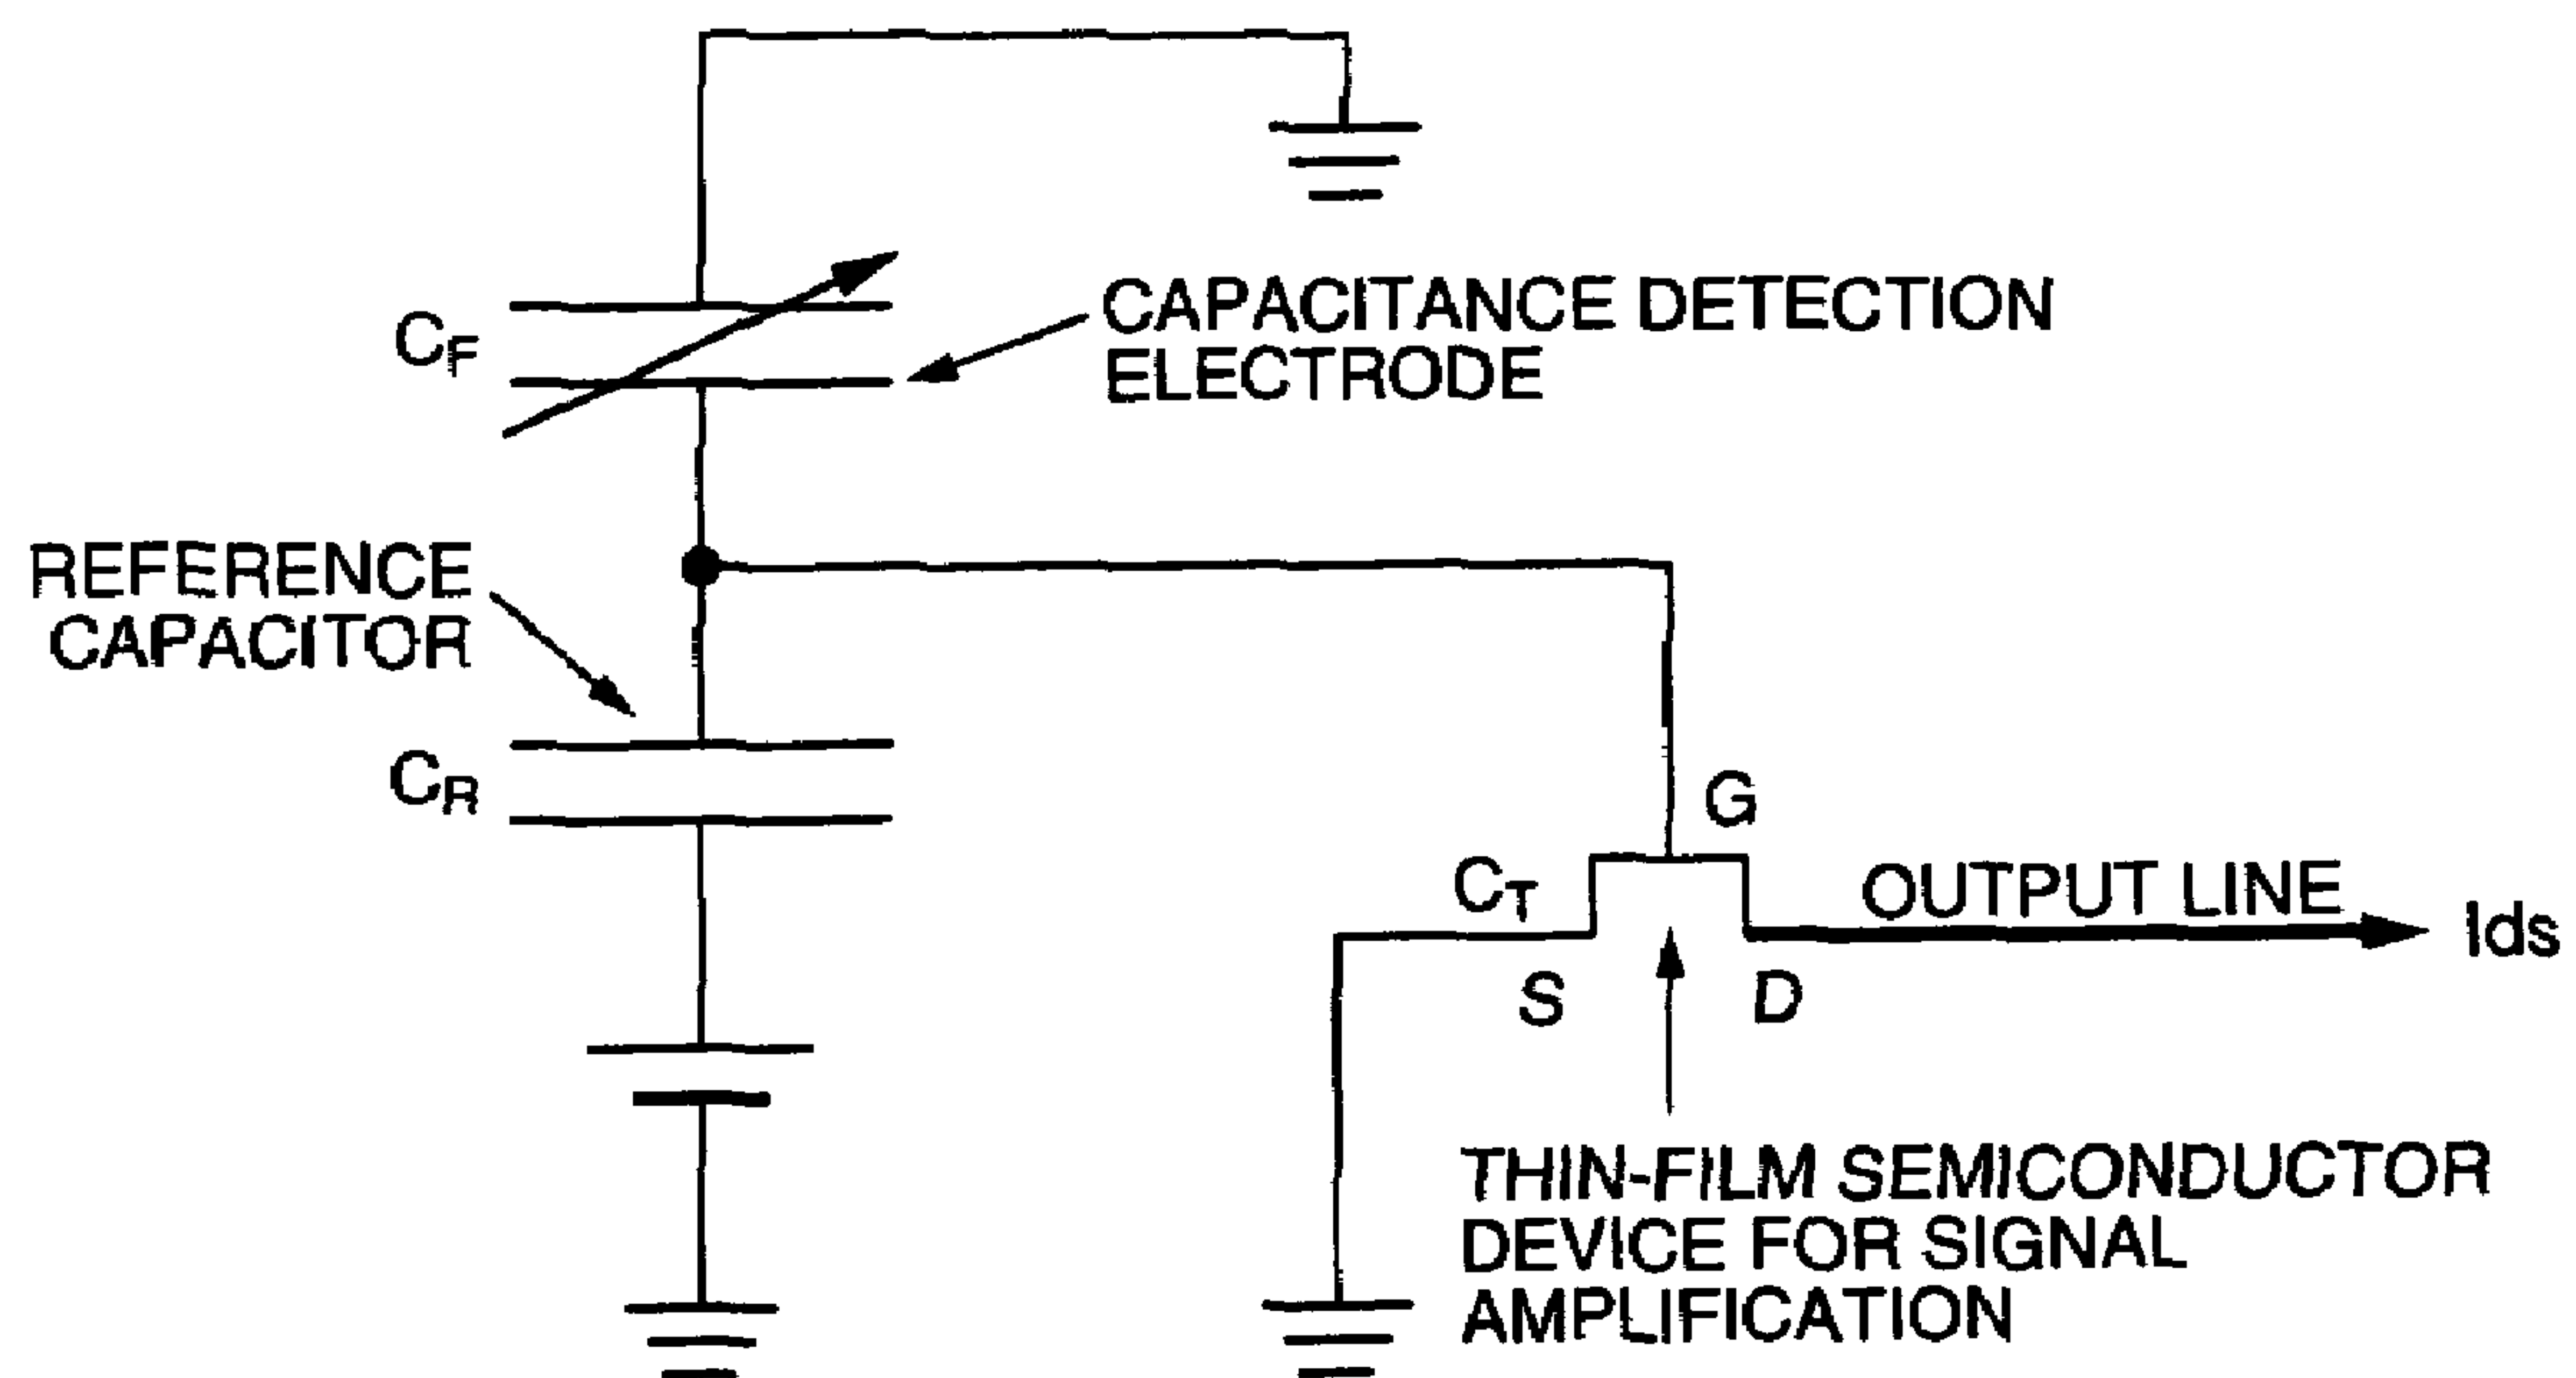 CAPACITANCE DETECTION
ELECTRODE
CF
REFERENCE
CAPACITOR
CR
G
CT
OUTPUT LINE
Ids
S
D
THIN-FILM SEMICONDUCTOR
DEVICE FOR SIGNAL
AMPLIFICATION